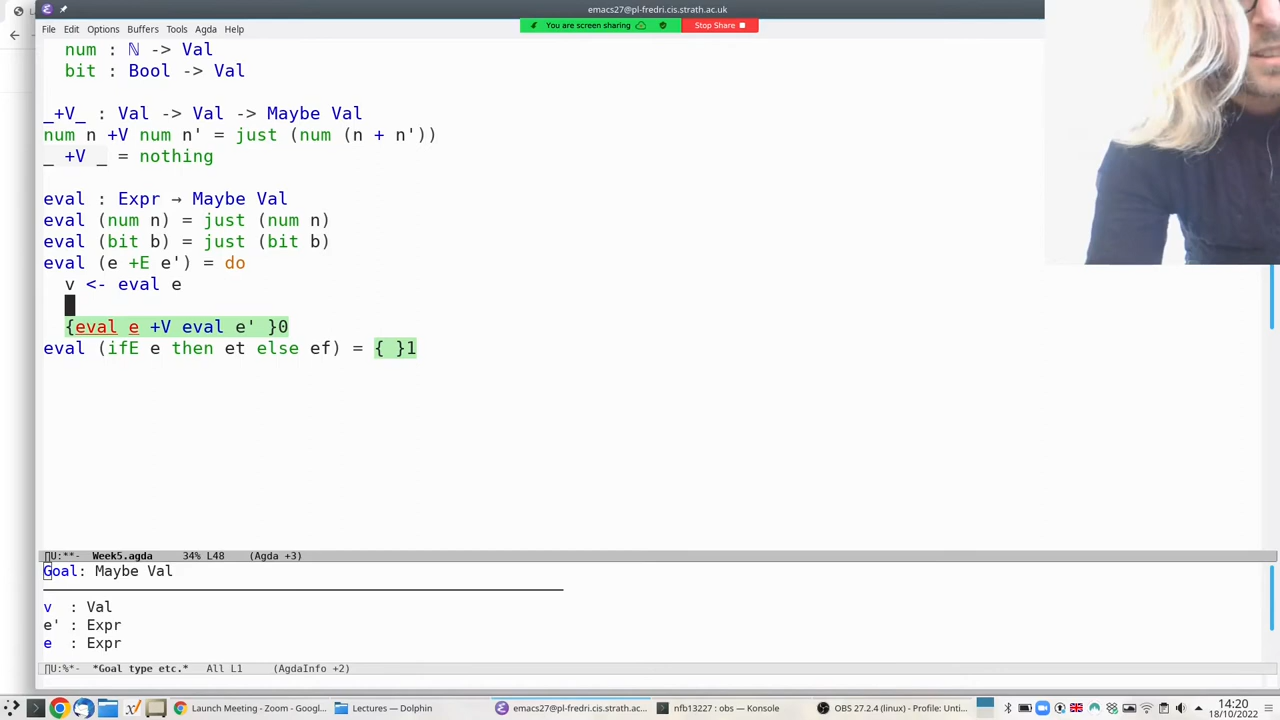 emacs27@pl-fredri.cis.strath.ac.uk
File Edit Options Buffers Tools Agda Help
You are screen sharing
Stop Share
num : ℕ -> Val
bit : Bool -> Val
_+V_ : Val -> Val -> Maybe Val
num n +V num n' = just (num (n + n'))
_ +V _ = nothing
eval : Expr → Maybe Val
eval (num n) = just (num n)
eval (bit b) = just (bit b)
eval (e +E e') = do
v <- eval e
{eval e +V eval e' }0
eval (ifE e then et else ef) = { }1
U:**- Week5.agda 34% L48 (Agda +3)
Goal: Maybe Val
v : Val
e' : Expr
e : Expr
U:%*- *Goal type etc.* All L1 (AgdaInfo +2)
Launch Meeting - Zoom - Googl...
Lectures — Dolphin
emacs27@pl-fredri.cis.strath.ac.uk
nfb13227 : obs — Konsole
OBS 27.2.4 (linux) - Profile: Unti...
14:20
18/10/2022